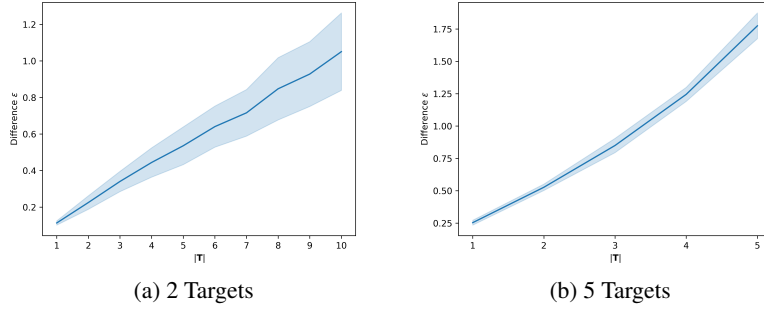 Difference ε
1.2
1.0
0.8
0.6
0.4
0.2
1 2 3 4 5 6 7 8 9 10
|T|
(a) 2 Targets
Difference ε
1.75
1.50
1.25
1.00
0.75
0.50
0.25
1 2 3 4 5
|T|
(b) 5 Targets